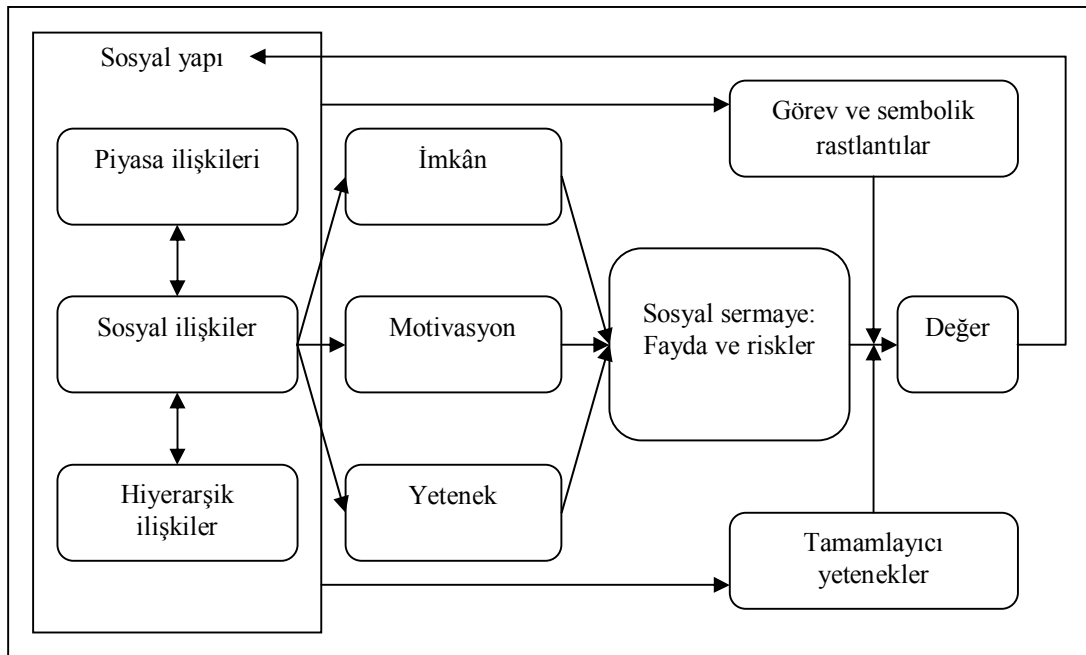 Sosyal yapı
Piyasa ilişkileri
Sosyal ilişkiler
Hiyerarşik
ilişkiler
İmkân
Motivasyon
Yetenek
Sosyal sermaye:
Fayda ve riskler
Görev ve sembolik
rastlantılar
Değer
Tamamlayıcı
yetenekler